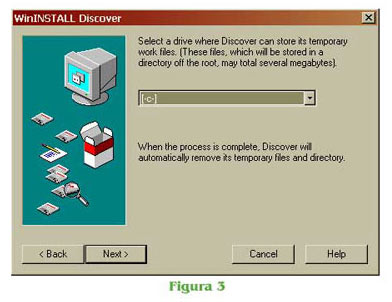 WinINSTALL Discover
Select a drive where Discover can store its temporary
work files. (These files, which will be stored in a
directory off the root, may total several megabytes).
[-c-]
When the process is complete, Discover will
automatically remove its temporary files and directory.
< Back
Next >
Cancel
Help
Figura 3